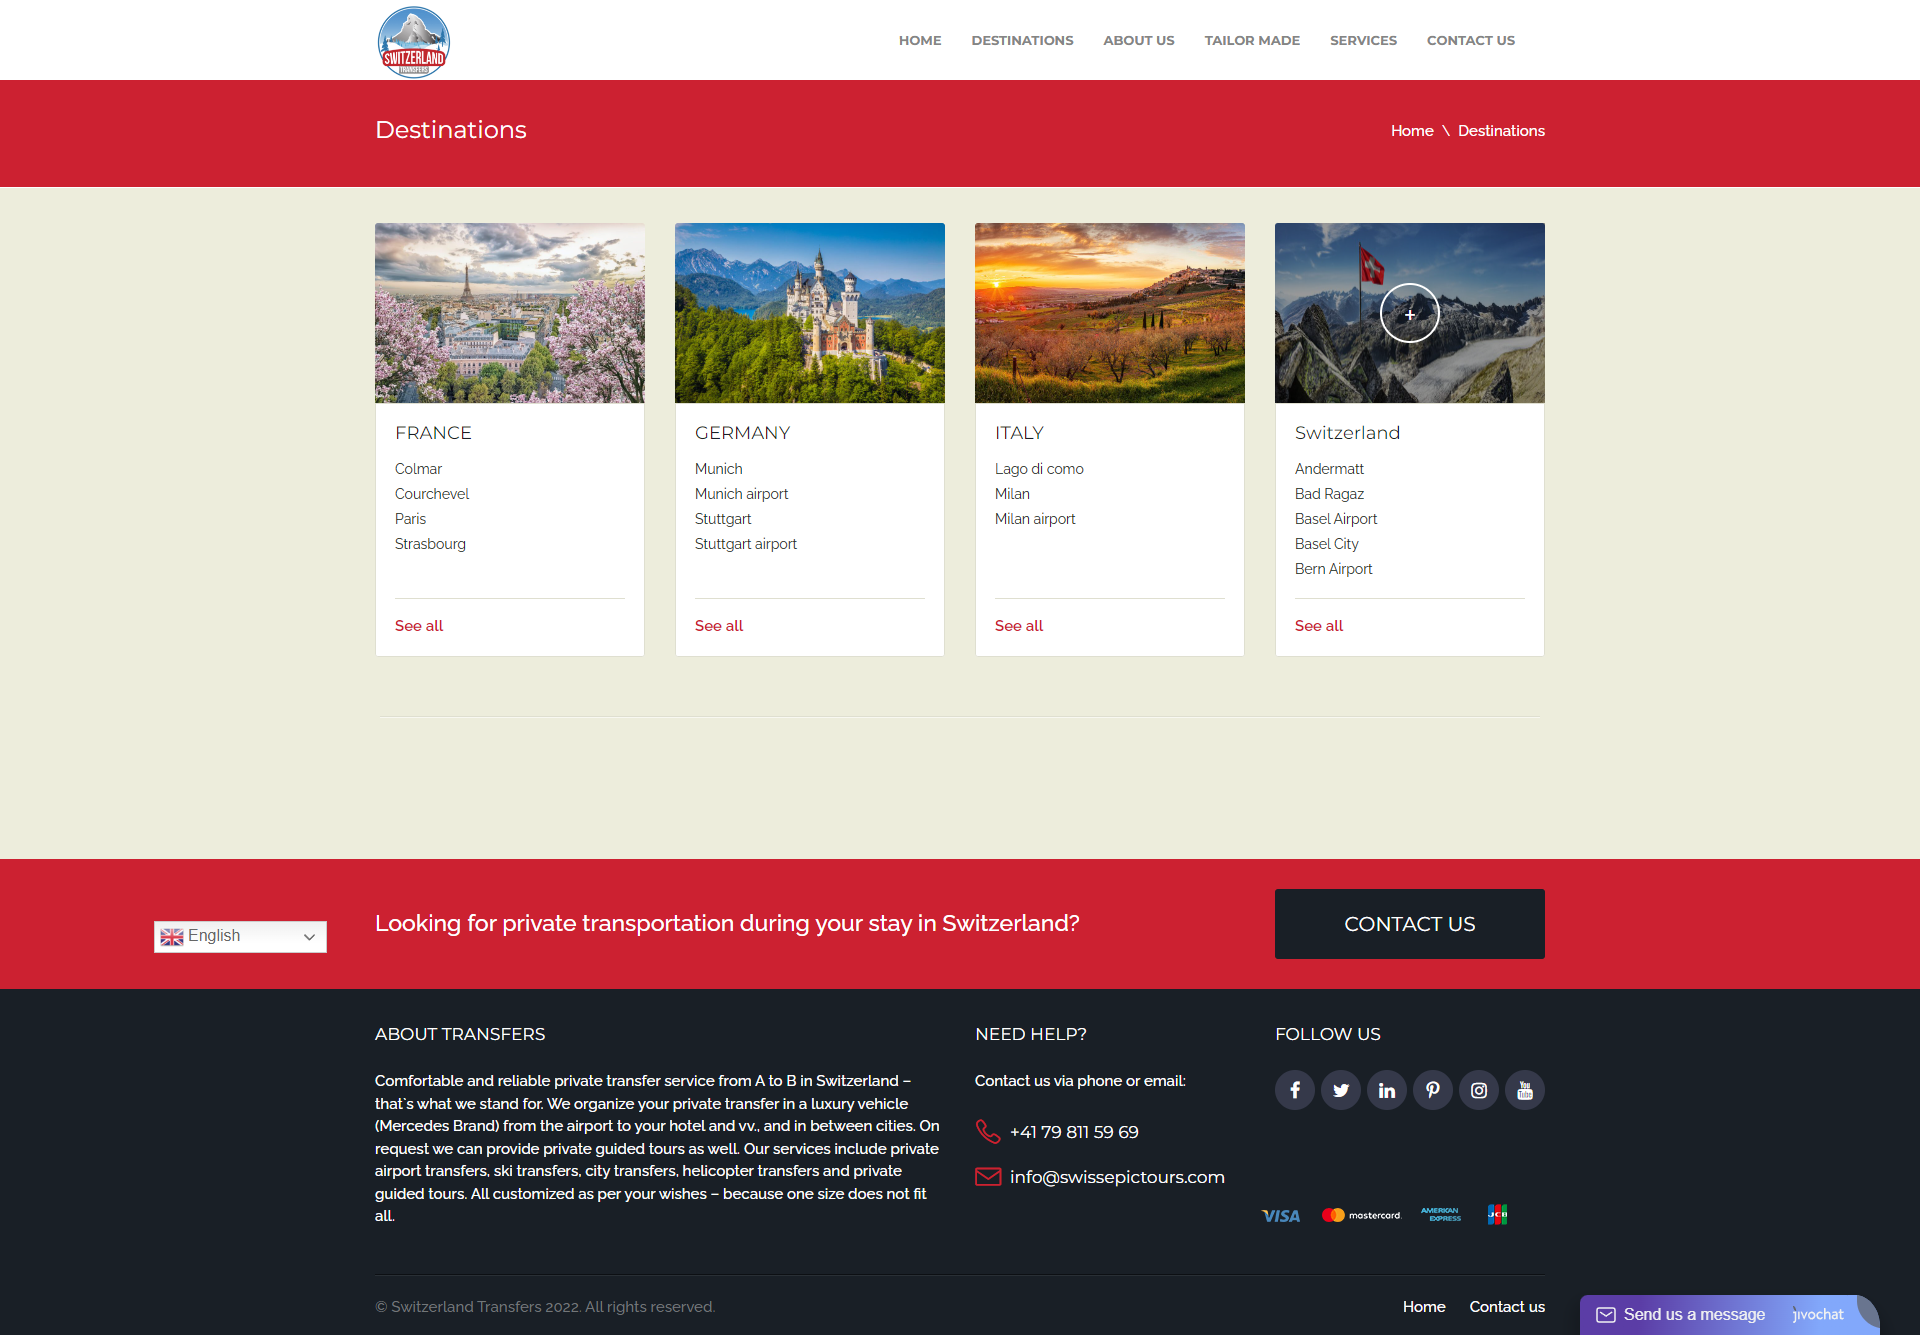 SWITZERLAND
TRANSFERS
HOME
DESTINATIONS
ABOUT US
TAILOR MADE
SERVICES
CONTACT US
Destinations
Home \ Destinations
+
FRANCE
Colmar
Courchevel
Paris
Strasbourg
See all
GERMANY
Munich
Munich airport
Stuttgart
Stuttgart airport
See all
ITALY
Lago di como
Milan
Milan airport
See all
Switzerland
Andermatt
Bad Ragaz
Basel Airport
Basel City
Bern Airport
See all
English
Looking for private transportation during your stay in Switzerland?
CONTACT US
ABOUT TRANSFERS
Comfortable and reliable private transfer service from A to B in Switzerland –
that`s what we stand for. We organize your private transfer in a luxury vehicle
(Mercedes Brand) from the airport to your hotel and vv., and in between cities. On
request we can provide private guided tours as well. Our services include private
airport transfers, ski transfers, city transfers, helicopter transfers and private
guided tours. All customized as per your wishes – because one size does not fit
all.
NEED HELP?
Contact us via phone or email:
+41 79 811 59 69
info@swissepictours.com
FOLLOW US
You
Tube
VISA
mastercard.
AMERICAN
EXPRESS
JCB
© Switzerland Transfers 2022. All rights reserved.
Home
Contact us
Send us a message
jivochat